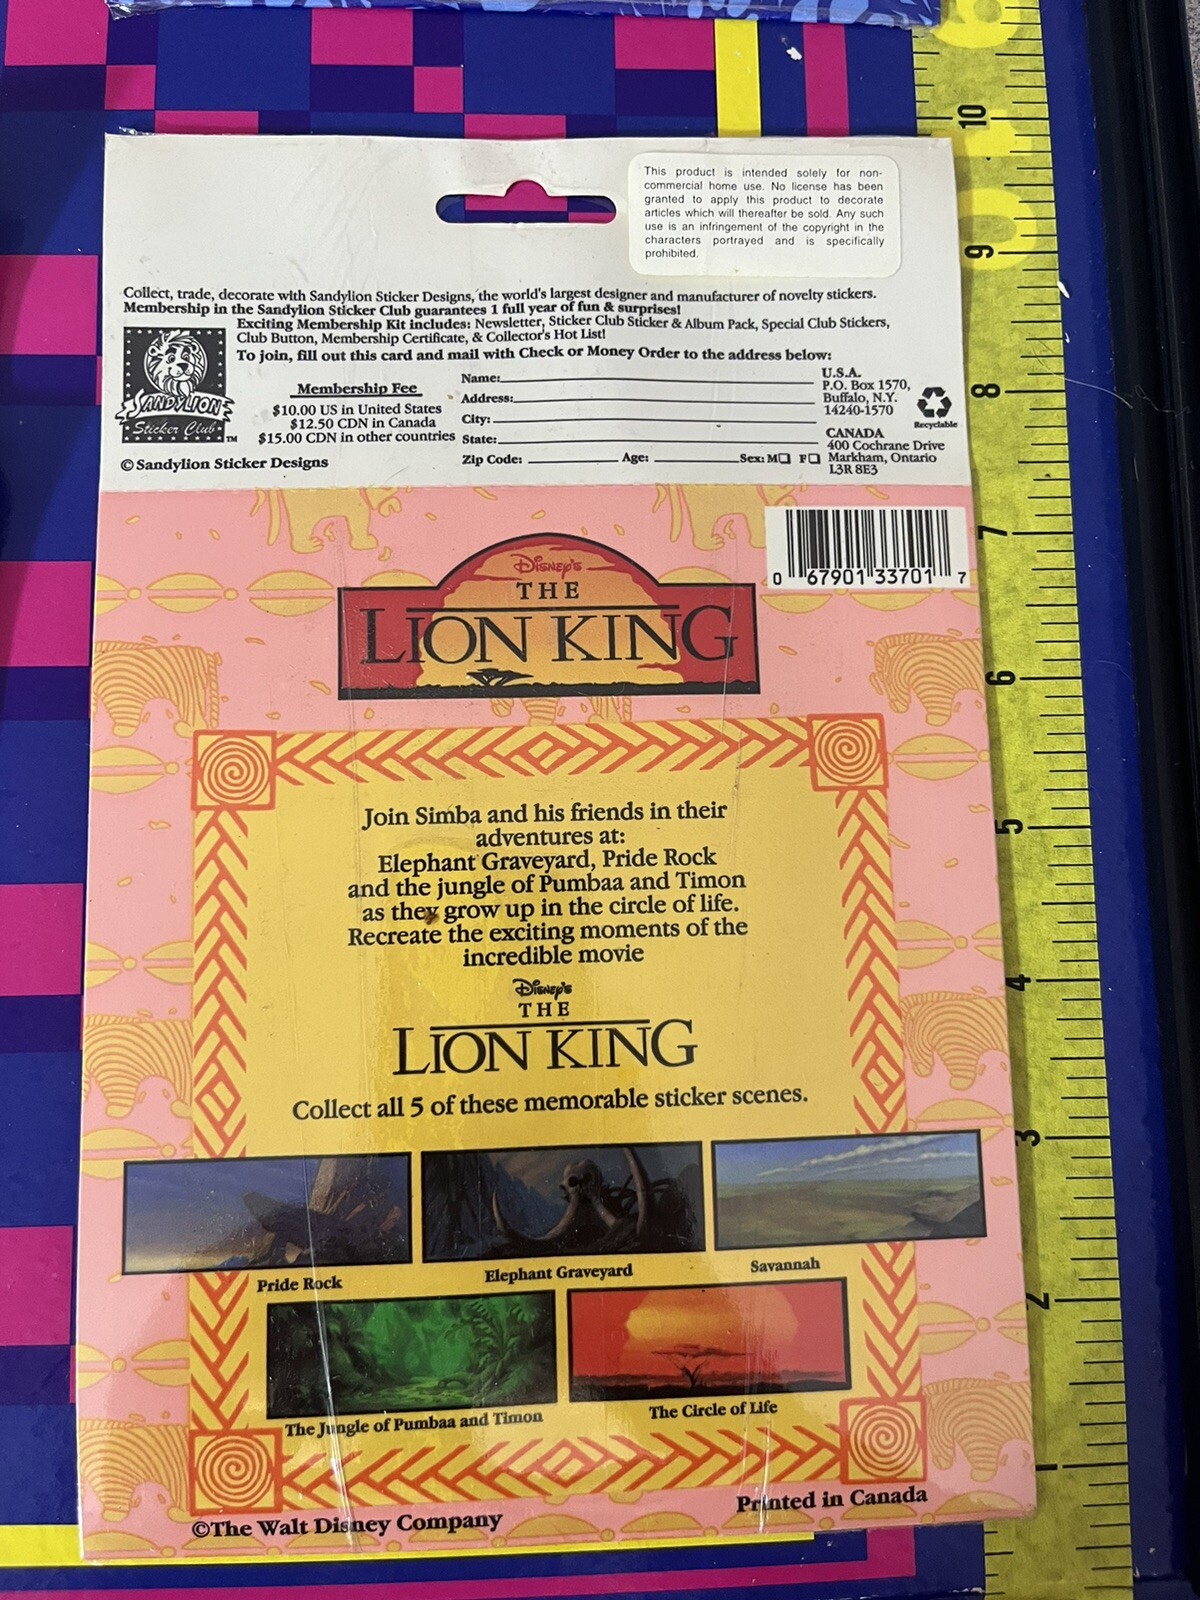 This product is intended solely for non-
commercial home use. No license has been
granted to apply this product to decorate
articles which will thereafter be sold. Any such
use is an infringement of the copyright in the
characters portrayed and is specifically
prohibited.
Collect, trade, decorate with Sandylion Sticker Designs, the world's largest designer and manufacturer of novelty stickers.
Membership in the Sandylion Sticker Club guarantees 1 full year of fun & surprises!
Exciting Membership Kit includes: Newsletter, Sticker Club Sticker & Album Pack, Special Club Stickers,
Club Button, Membership Certificate, & Collector's Hot List!
To join, fill out this card and mail with Check or Money Order to the address below:
SANDYLION
Sticker Club
TM
Membership Fee
$10.00 US in United States
$12.50 CDN in Canada
$15.00 CDN in other countries
© Sandylion Sticker Designs
Name:
Address:
City:
State:
Zip Code: Age: Sex: M F
U.S.A.
P.O. Box 1570,
Buffalo, N.Y.
14240-1570
CANADA
400 Cochrane Drive
Markham, Ontario
L3R 8E3
Recyclable
0 67901 33701 7
Disney's
THE
LION KING
Join Simba and his friends in their
adventures at:
Elephant Graveyard, Pride Rock
and the jungle of Pumbaa and Timon
as they grow up in the circle of life.
Recreate the exciting moments of the
incredible movie
Disney's
THE
LION KING
Collect all 5 of these memorable sticker scenes.
Pride Rock
Elephant Graveyard
Savannah
The Jungle of Pumbaa and Timon
The Circle of Life
©The Walt Disney Company
Printed in Canada
10
9
8
7
6
5
4
3
2
1